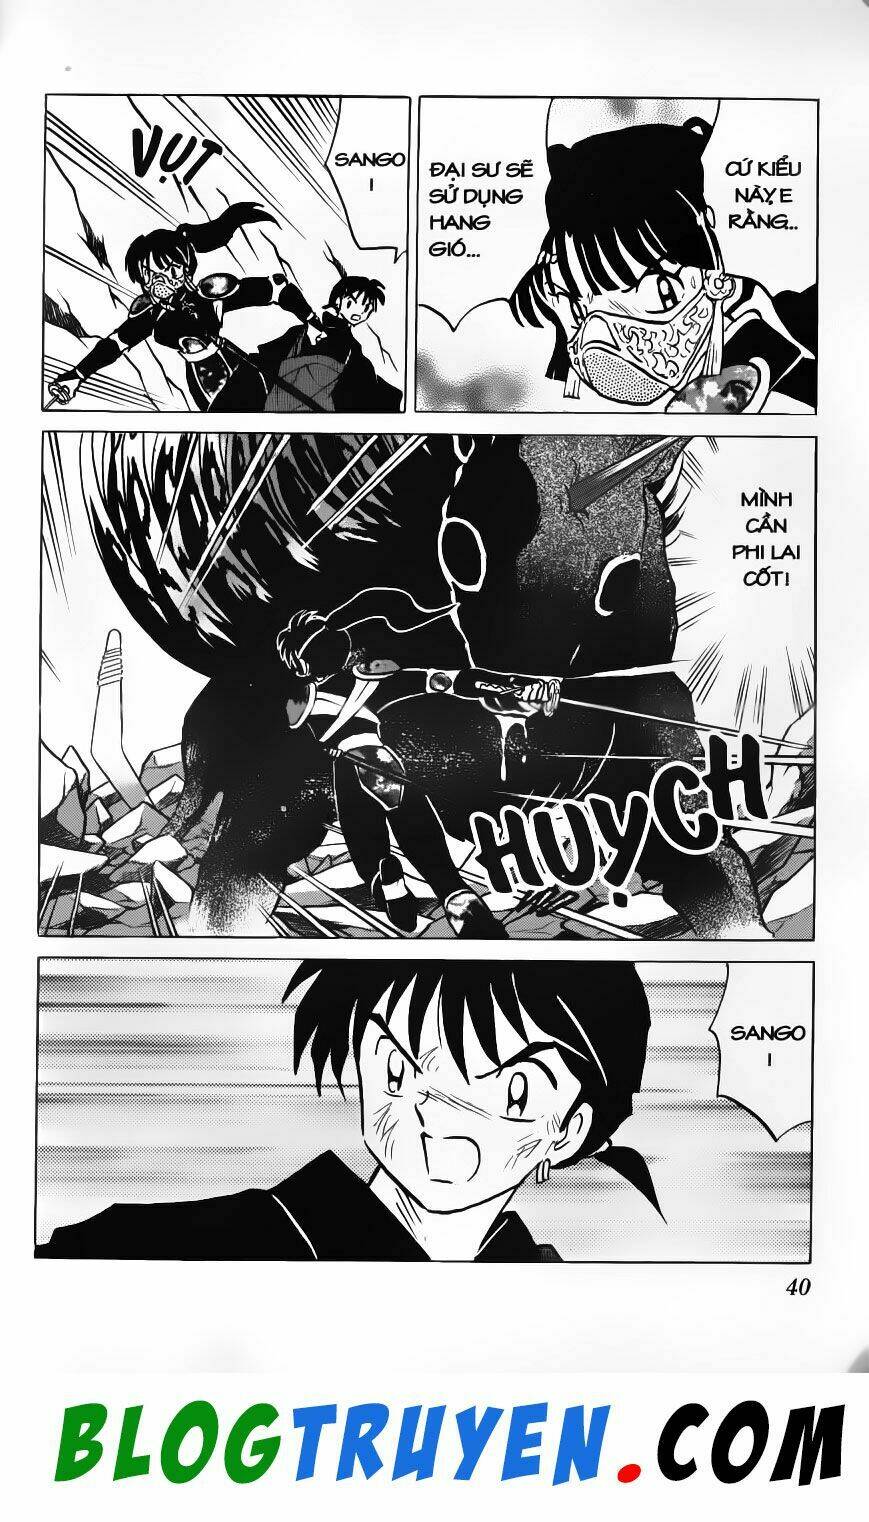 CỨ KIỂU
NÀY, E
RẰNG...
ĐẠI SƯ SẼ
SỬ DỤNG
HANG
GIÓ...
SANGO
!
VỤT
MÌNH
CẦN
PHI LAI
CỐT!
HUỴCH
SANGO
!
40
BLOGTRUYEN.COM